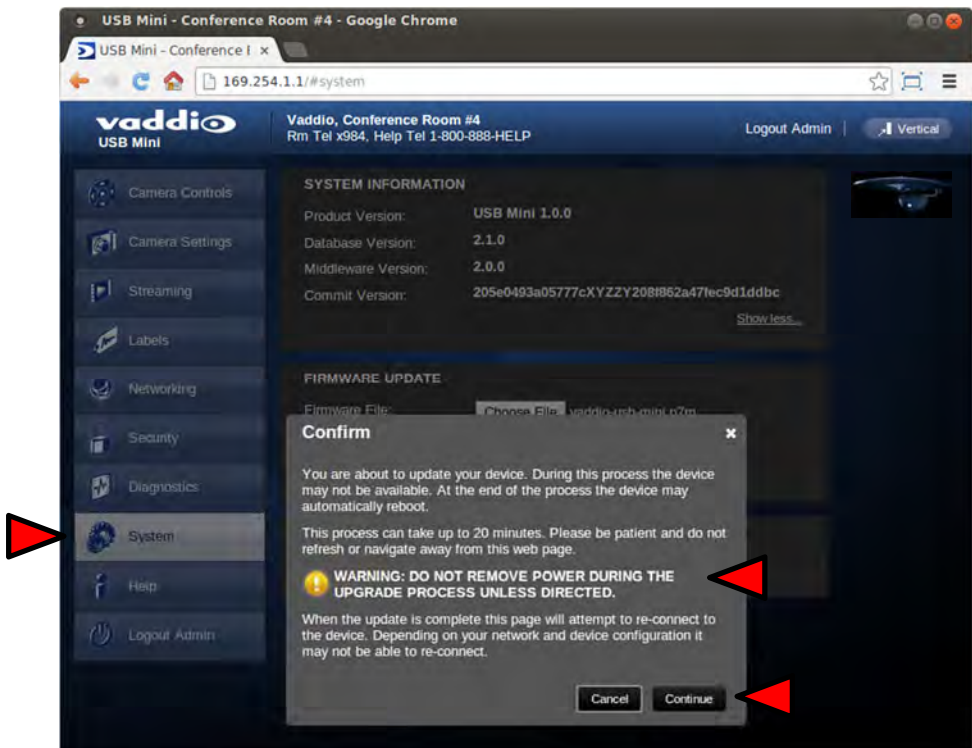 USB Mini - Conference Room #4 - Google Chrome
USB Mini - Conference I ×
169.254.1.1/#system
vaddio
USB Mini
Vaddio, Conference Room #4
Rm Tel x984, Help Tel 1-800-888-HELP
Logout Admin
Vertical
Camera Controls
Camera Settings
Streaming
Labels
Networking
Security
Diagnostics
System
Help
Logout Admin
SYSTEM INFORMATION
Product Version: USB Mini 1.0.0
Database Version: 2.1.0
Middleware Version: 2.0.0
Commit Version: 205e0493a05777cXYZZY208f862a47fec9d1ddbc
Show less...
FIRMWARE UPDATE
Firmware File: Choose File vaddio-usb-mini.p7m
Confirm
You are about to update your device. During this process the device
may not be available. At the end of the process the device may
automatically reboot.
This process can take up to 20 minutes. Please be patient and do not
refresh or navigate away from this web page.
WARNING: DO NOT REMOVE POWER DURING THE
UPGRADE PROCESS UNLESS DIRECTED.
When the update is complete this page will attempt to re-connect to
the device. Depending on your network and device configuration it
may not be able to re-connect.
Cancel
Continue